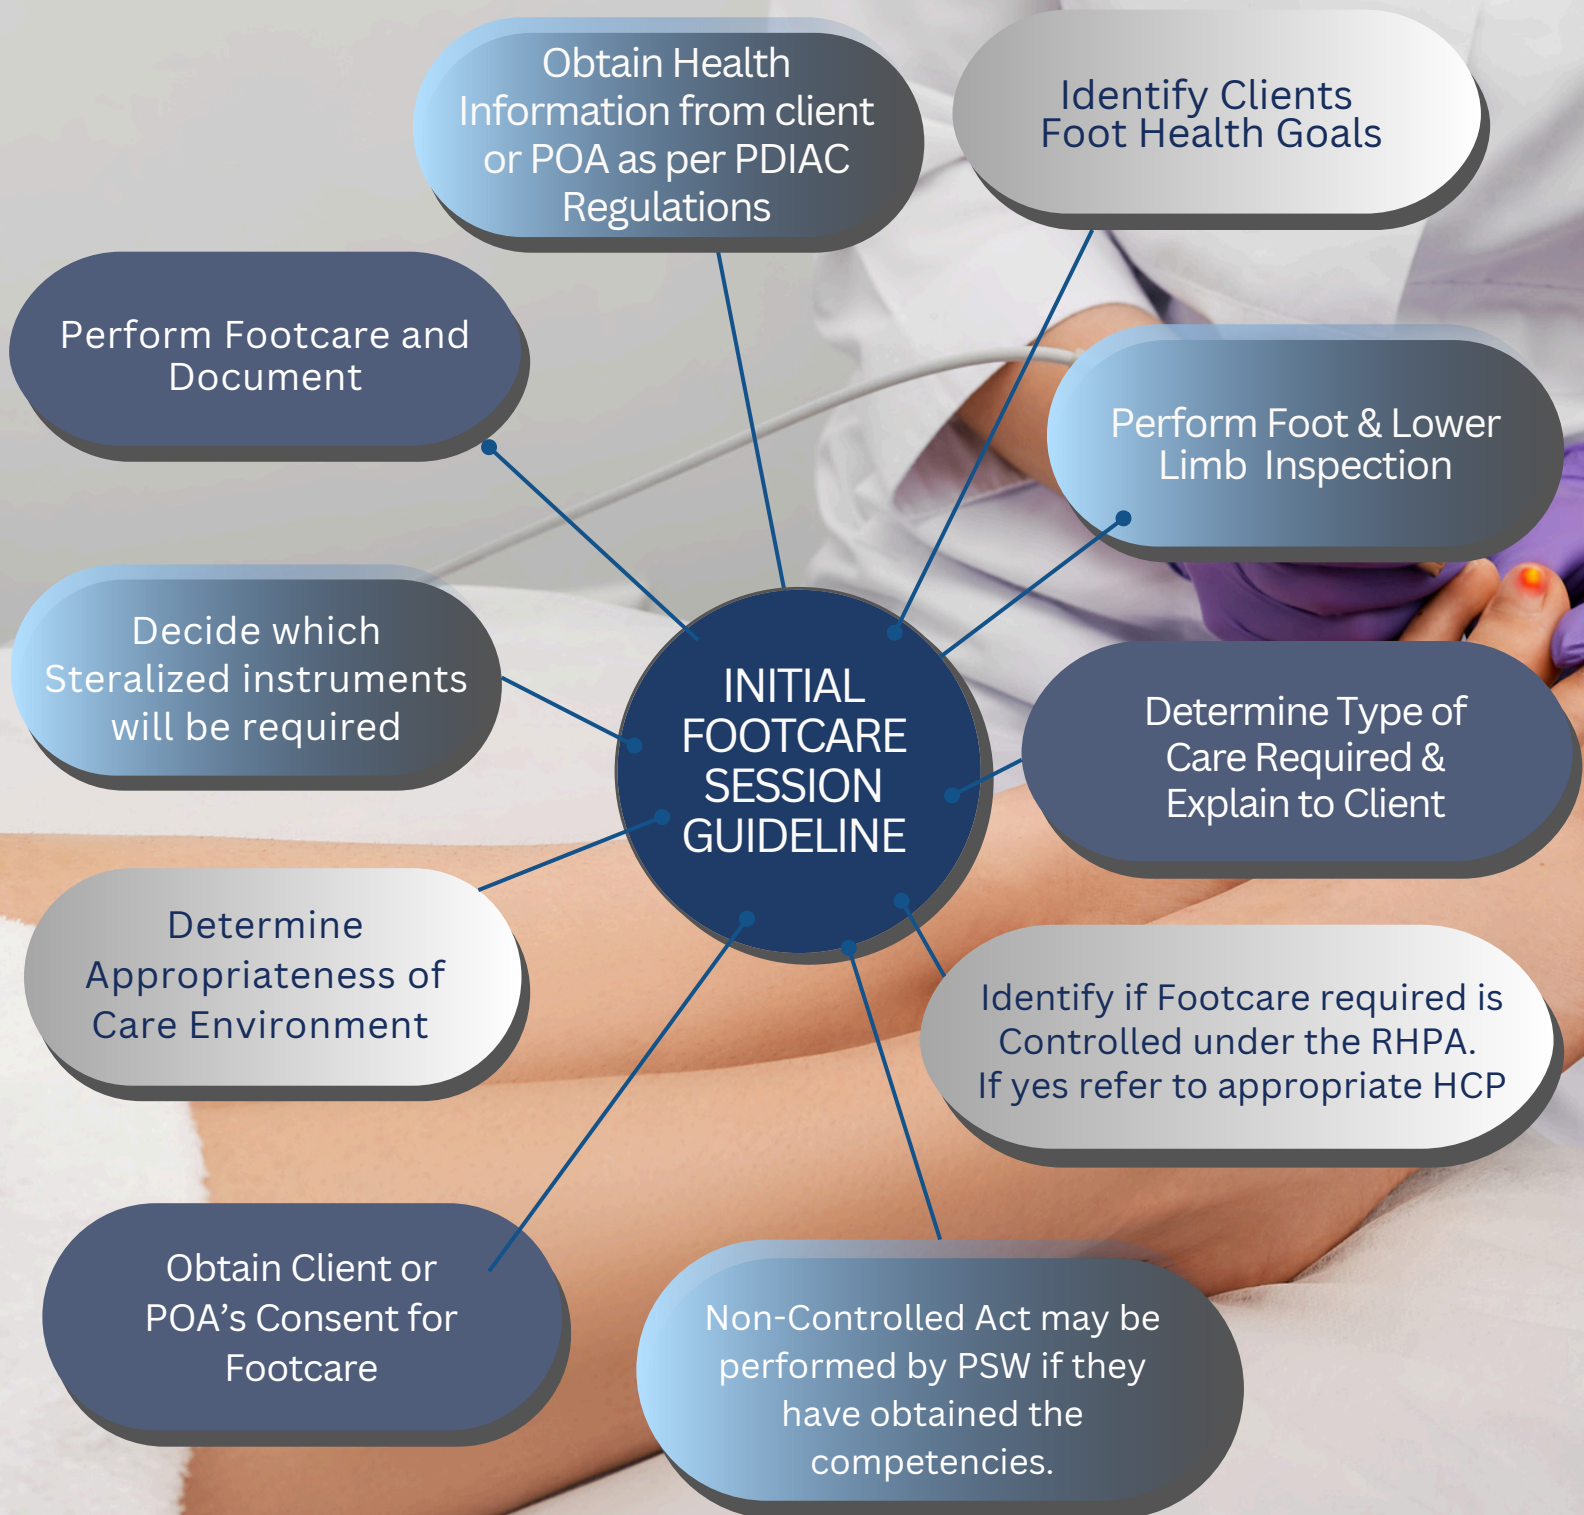 Obtain Health
Information from client
or POA as per PDIAC
Regulations
Identify Clients
Foot Health Goals
Perform Foot & Lower
Limb Inspection
Determine Type of
Care Required &
Explain to Client
Identify if Footcare required is
Controlled under the RHPA.
If yes refer to appropriate HCP
Non-Controlled Act may be
performed by PSW if they
have obtained the
competencies.
Obtain Client or
POA’s Consent for
Footcare
Determine
Appropriateness of
Care Environment
Decide which
Steralized instruments
will be required
Perform Footcare and
Document
INITIAL
FOOTCARE
SESSION
GUIDELINE